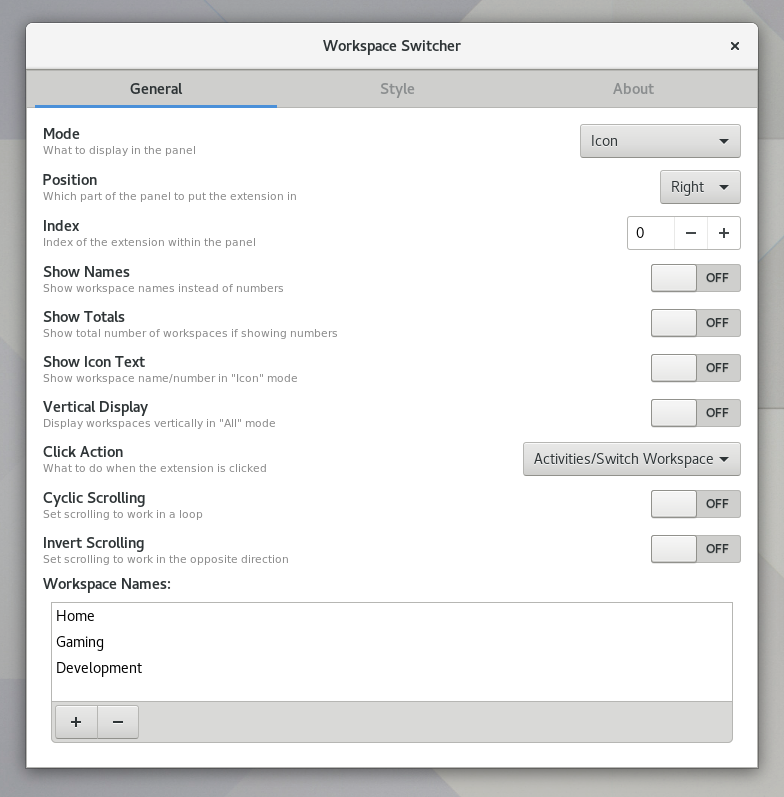 Workspace Switcher
General Style About
Mode
What to display in the panel
Icon
Position
Which part of the panel to put the extension in
Right
Index
Index of the extension within the panel
0
Show Names
Show workspace names instead of numbers
OFF
Show Totals
Show total number of workspaces if showing numbers
OFF
Show Icon Text
Show workspace name/number in "Icon" mode
OFF
Vertical Display
Display workspaces vertically in "All" mode
OFF
Click Action
What to do when the extension is clicked
Activities/Switch Workspace
Cyclic Scrolling
Set scrolling to work in a loop
OFF
Invert Scrolling
Set scrolling to work in the opposite direction
OFF
Workspace Names:
Home
Gaming
Development